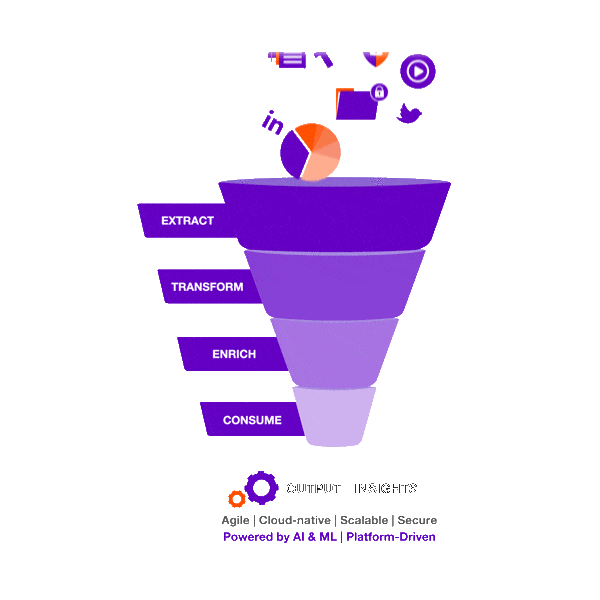 in
EXTRACT
TRANSFORM
ENRICH
CONSUME
OUTPUT INSIGHTS
Agile | Cloud-native | Scalable | Secure
Powered by AI & ML | Platform-Driven